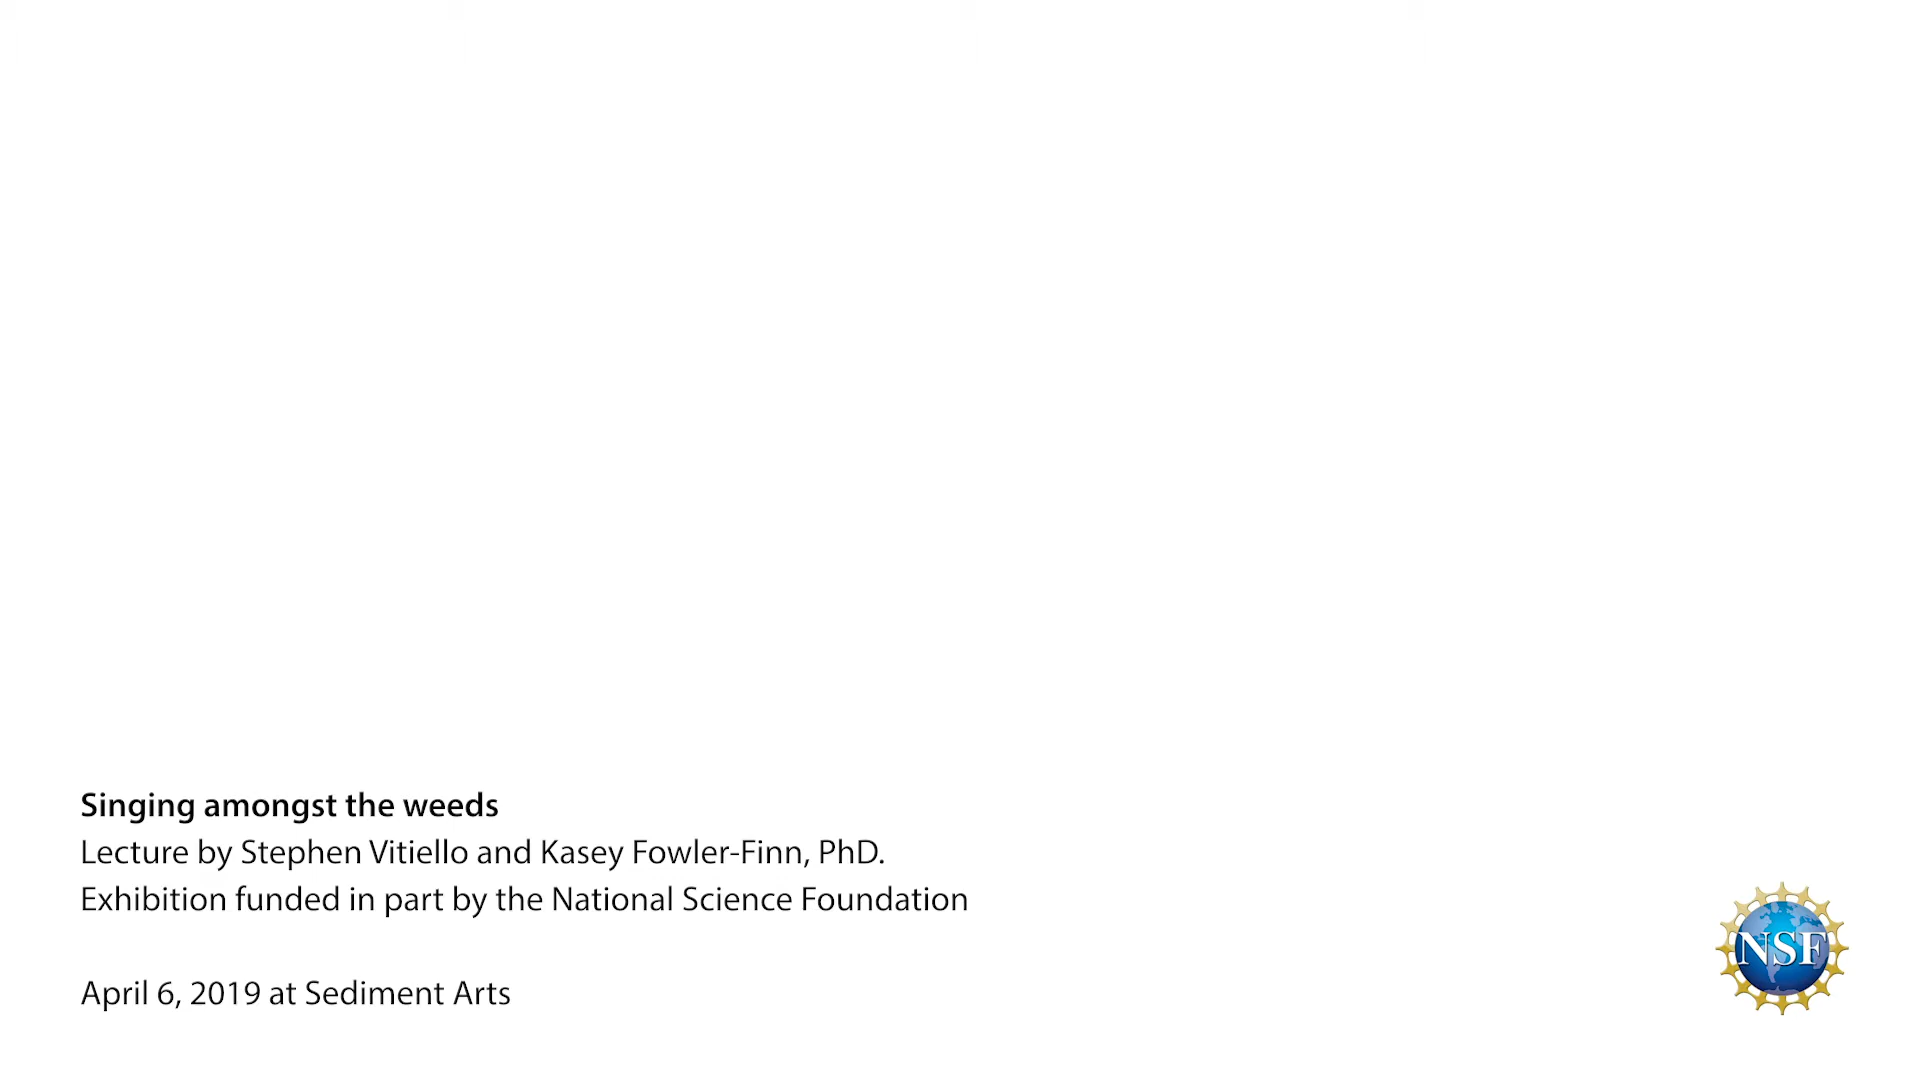 Singing amongst the weeds
Lecture by Stephen Vitiello and Kasey Fowler-Finn, PhD.
Exhibition funded in part by the National Science Foundation
April 6, 2019 at Sediment Arts
NSF